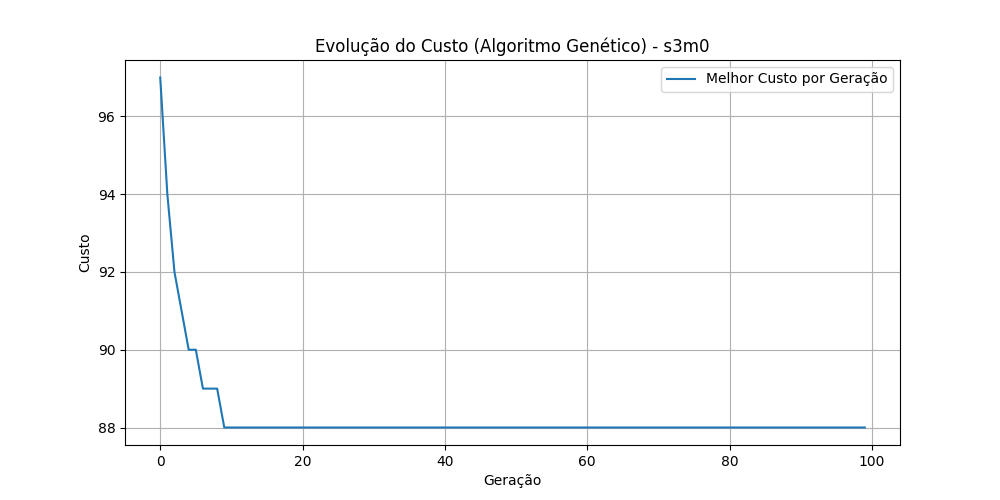 Evolução do Custo (Algoritmo Genético) - s3m0
Melhor Custo por Geração
Custo
96
94
92
90
88
0 20 40 60 80 100
Geração